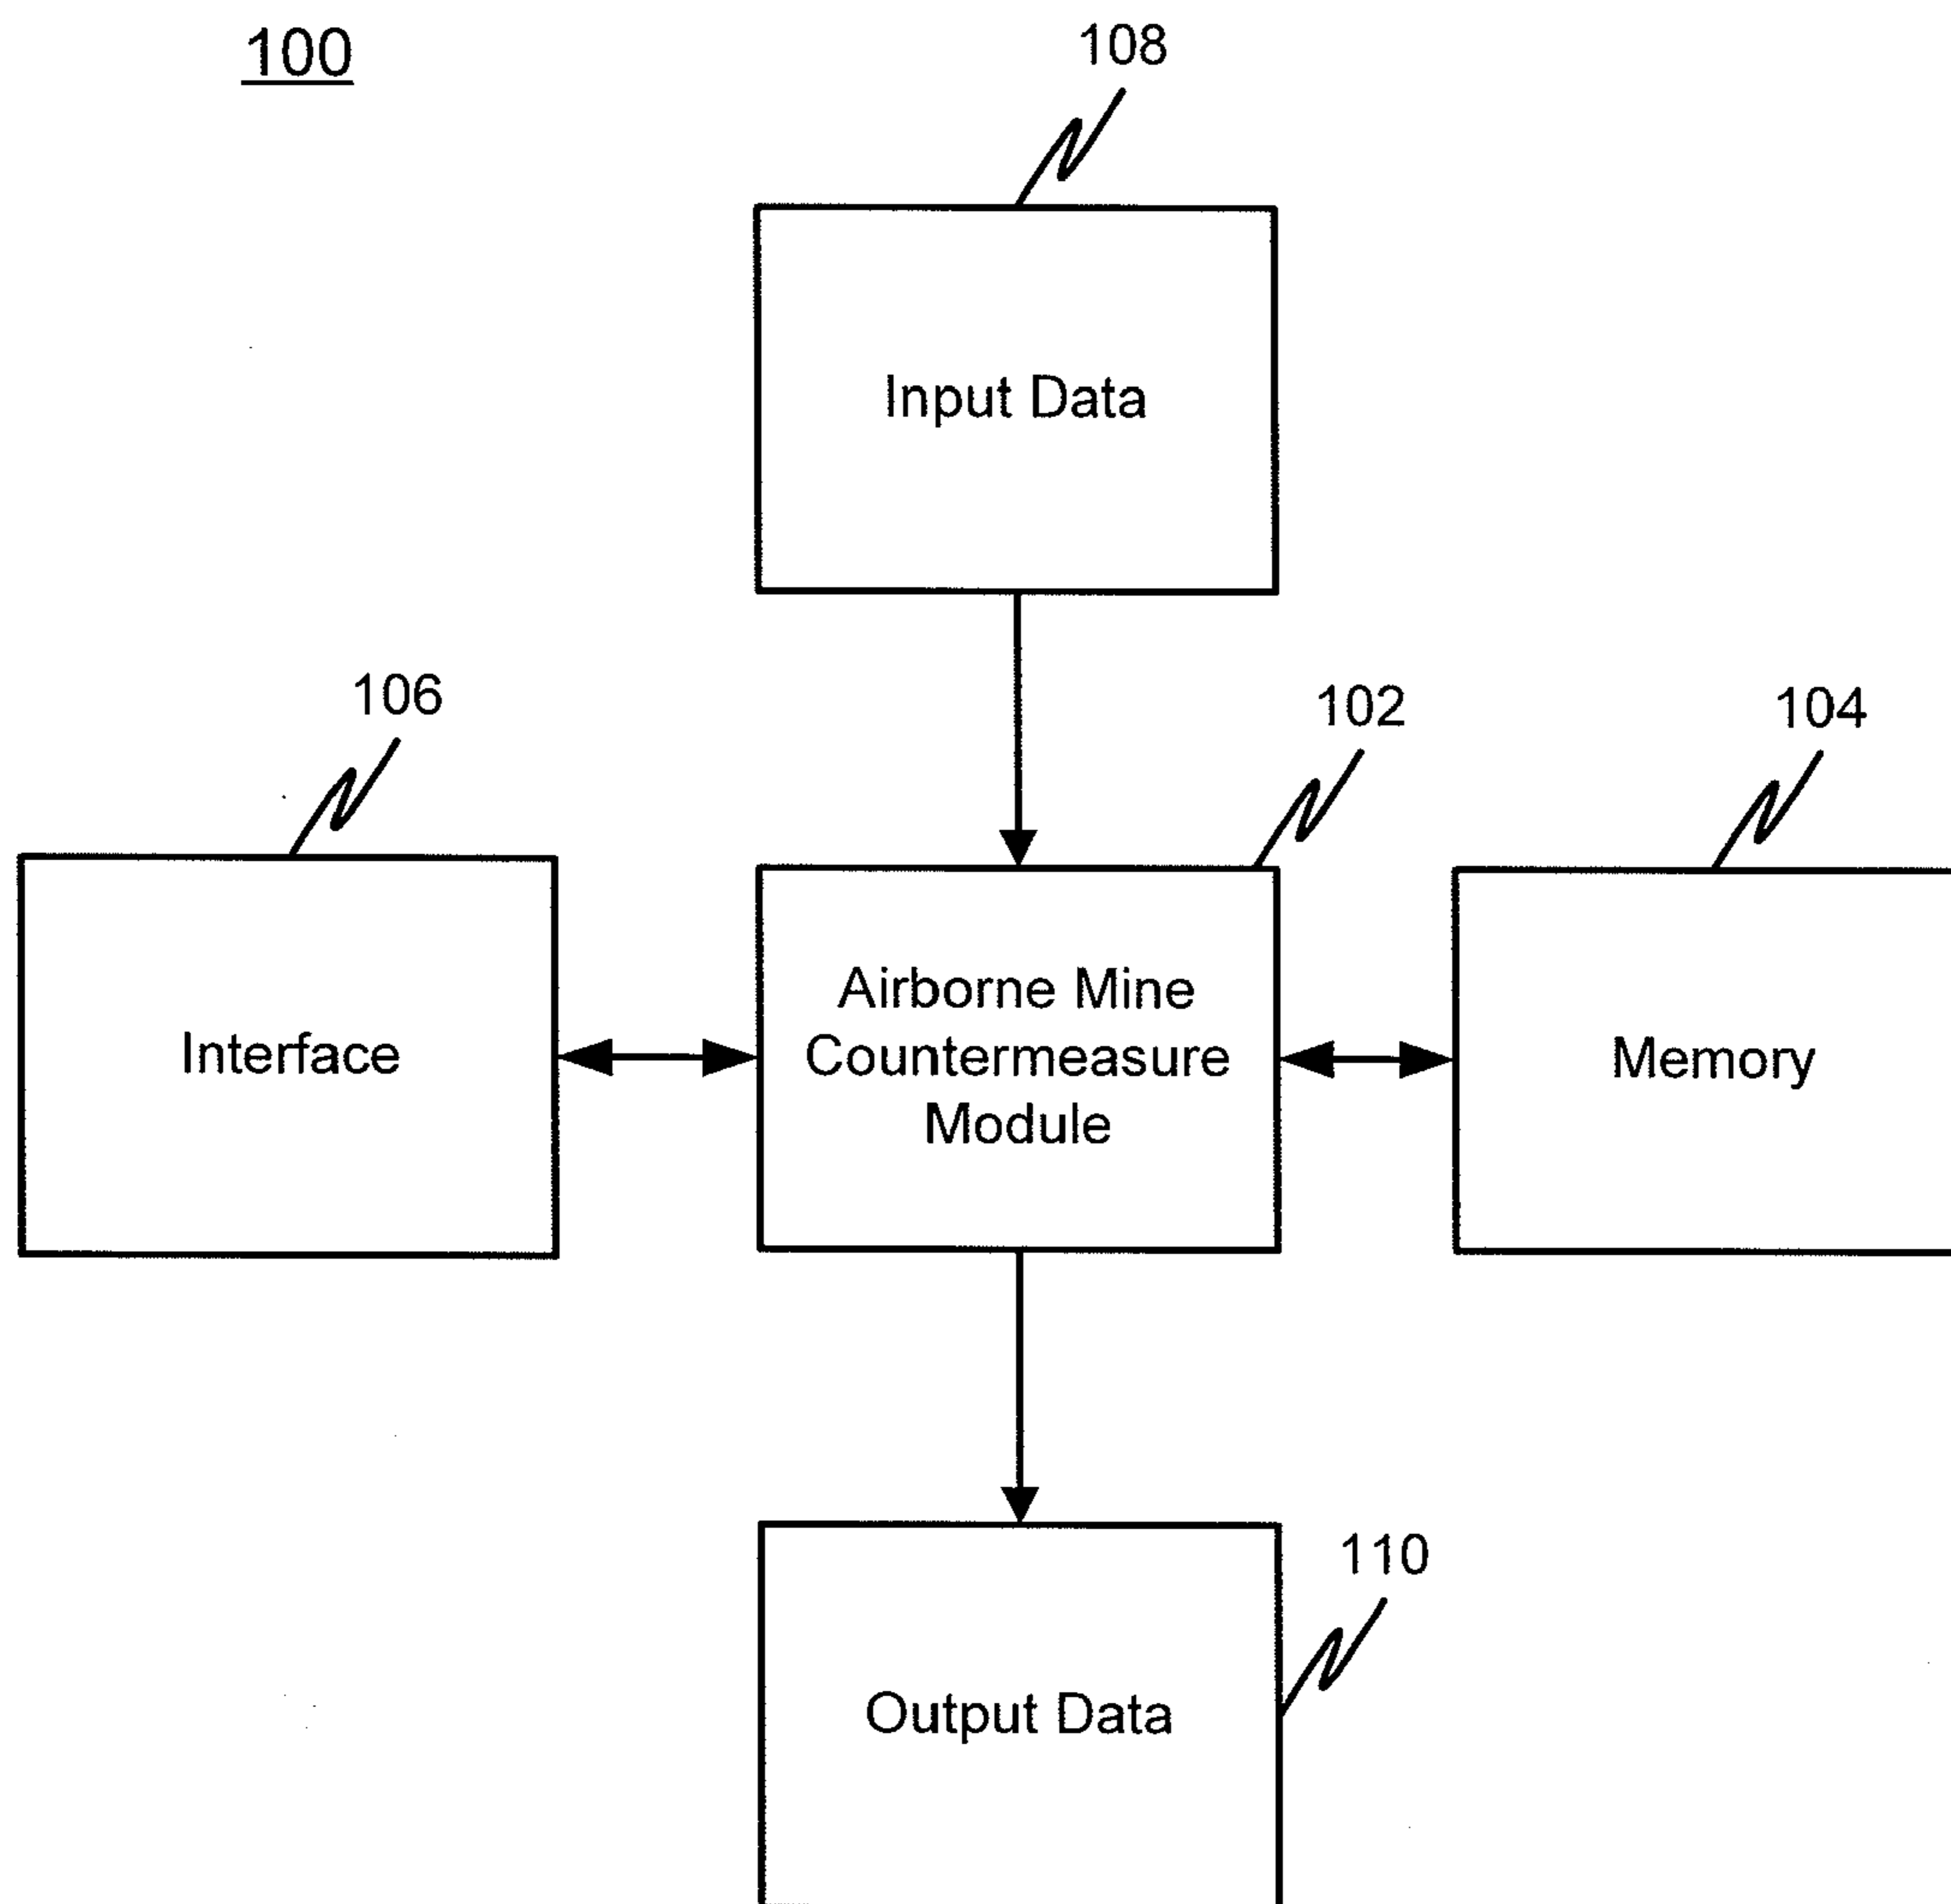 100
108
Input Data
106
102
104
Interface
Airborne Mine
Countermeasure
Module
Memory
110
Output Data